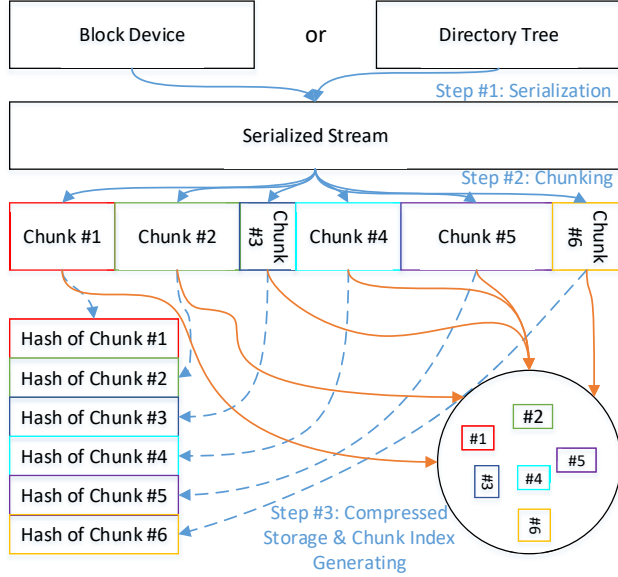 Block Device
or
Directory Tree
Step #1: Serialization
Serialized Stream
Step #2: Chunking
Chunk #1
Chunk #2
Chunk
#3
Chunk #4
Chunk #5
Chunk
#6
Hash of Chunk #1
Hash of Chunk #2
Hash of Chunk #3
Hash of Chunk #4
Hash of Chunk #5
Hash of Chunk #6
#2
#1
#5
#3
#4
#6
Step #3: Compressed
Storage & Chunk Index
Generating